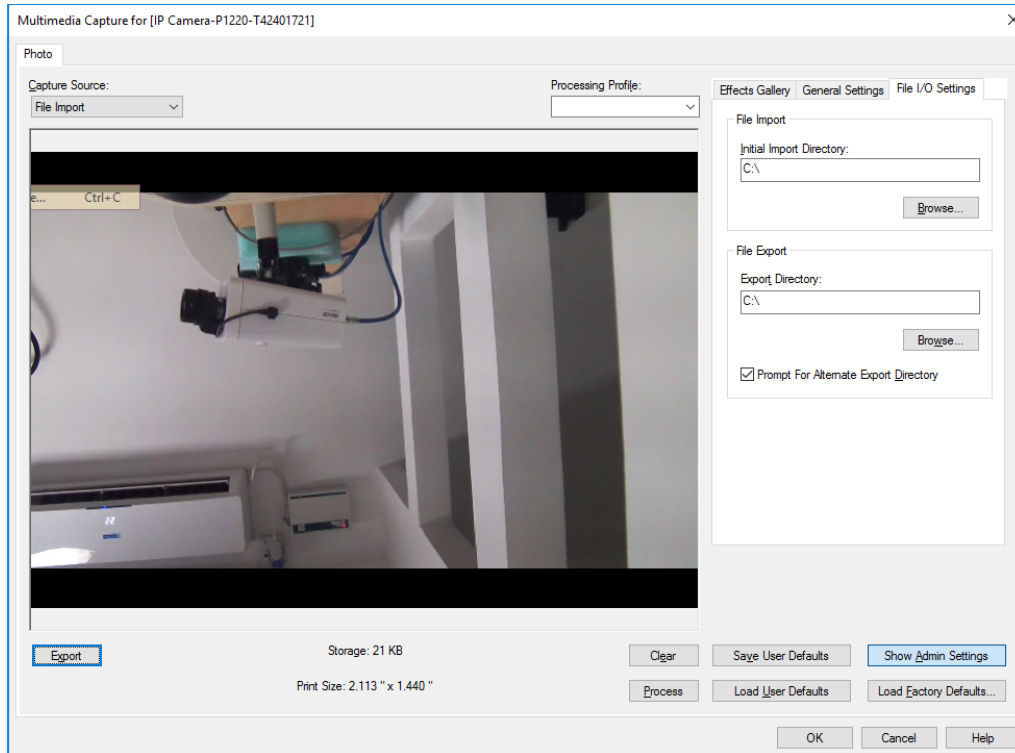 Multimedia Capture for [IP Camera-P1220-T42401721]
Photo
Capture Source:
File Import
Processing Profile:
e... Ctrl+C
22
Effects Gallery General Settings File I/O Settings
File Import
Initial Import Directory:
C:\
Browse...
File Export
Export Directory:
C:\
Browse...
Prompt For Alternate Export Directory
Export
Storage: 21 KB
Print Size: 2.113 " x 1.440 "
Clear
Process
Save User Defaults
Load User Defaults
Show Admin Settings
Load Factory Defaults...
OK Cancel Help